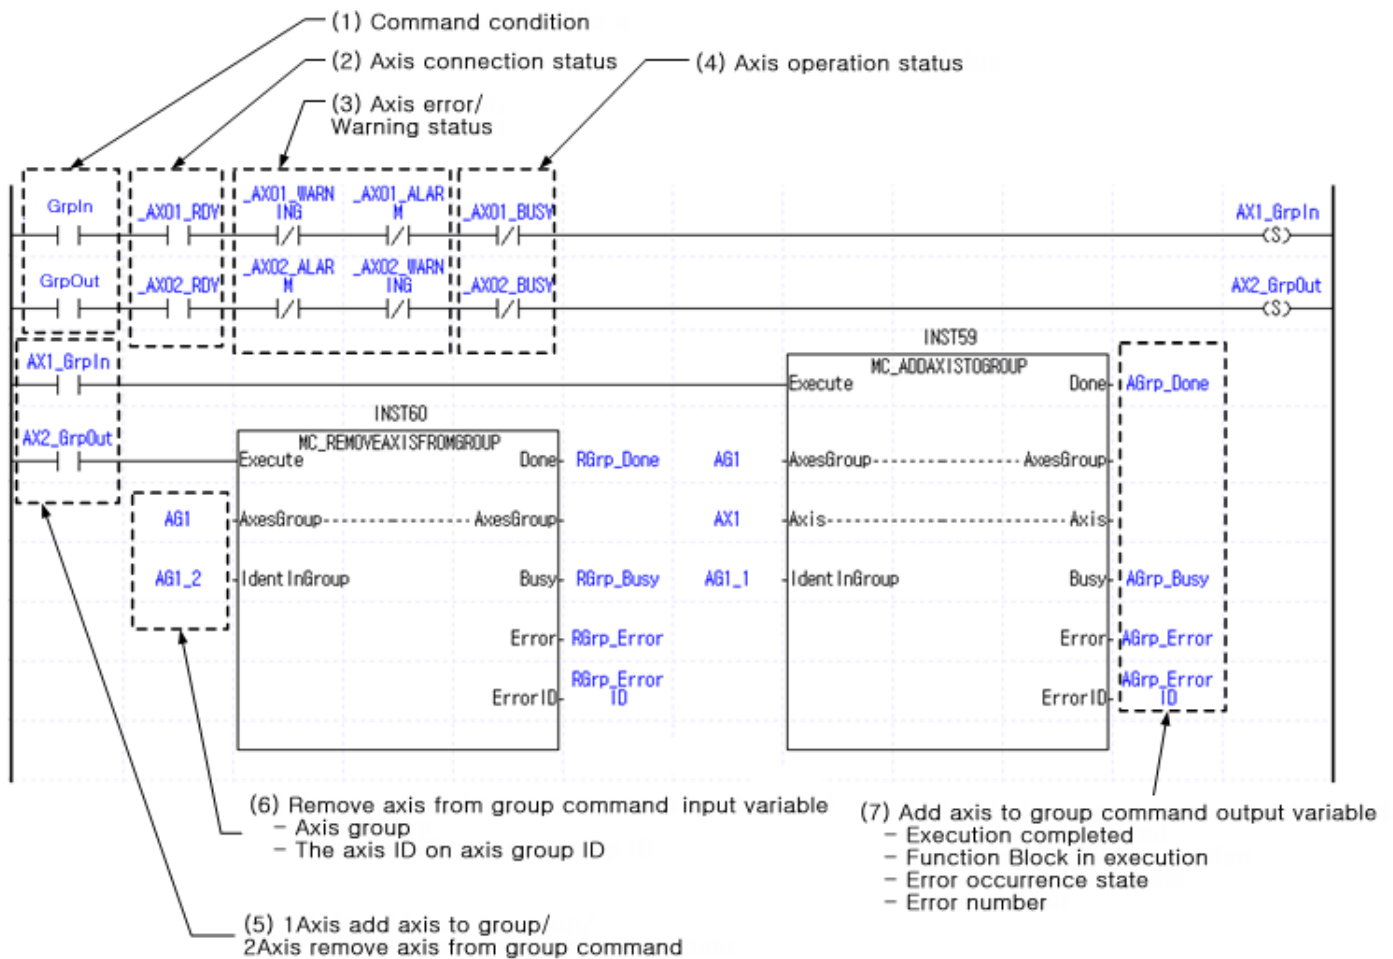 (1) Command condition
(2) Axis connection status
(4) Axis operation status
(3) Axis error/
Warning status
GrpIn
_AX01_RDY
_AX01_WARN
ING
_AX01_ALAR
M
_AX01_BUSY
AX1_GrpIn
(S)
GrpOut
_AX02_RDY
_AX02_ALAR
M
_AX02_WARN
ING
_AX02_BUSY
AX2_GrpOut
(S)
INST59
AX1_GrpIn
MC_ADDAXISTOGROUP
Execute
Done
AGrp_Done
INST60
AX2_GrpOut
MC_REMOVEAXISFROMGROUP
Execute
Done
RGrp_Done
AG1
AxesGroup
AxesGroup
AG1
AxesGroup
AxesGroup
AX1
Axis
Axis
AG1_2
IdentInGroup
Busy
RGrp_Busy
AG1_1
IdentInGroup
Busy
AGrp_Busy
Error
RGrp_Error
Error
AGrp_Error
ErrorID
RGrp_Error
ID
ErrorID
AGrp_Error
ID
(6) Remove axis from group command input variable
- Axis group
- The axis ID on axis group ID
(7) Add axis to group command output variable
- Execution completed
- Function Block in execution
- Error occurrence state
- Error number
(5) 1Axis add axis to group/
2Axis remove axis from group command